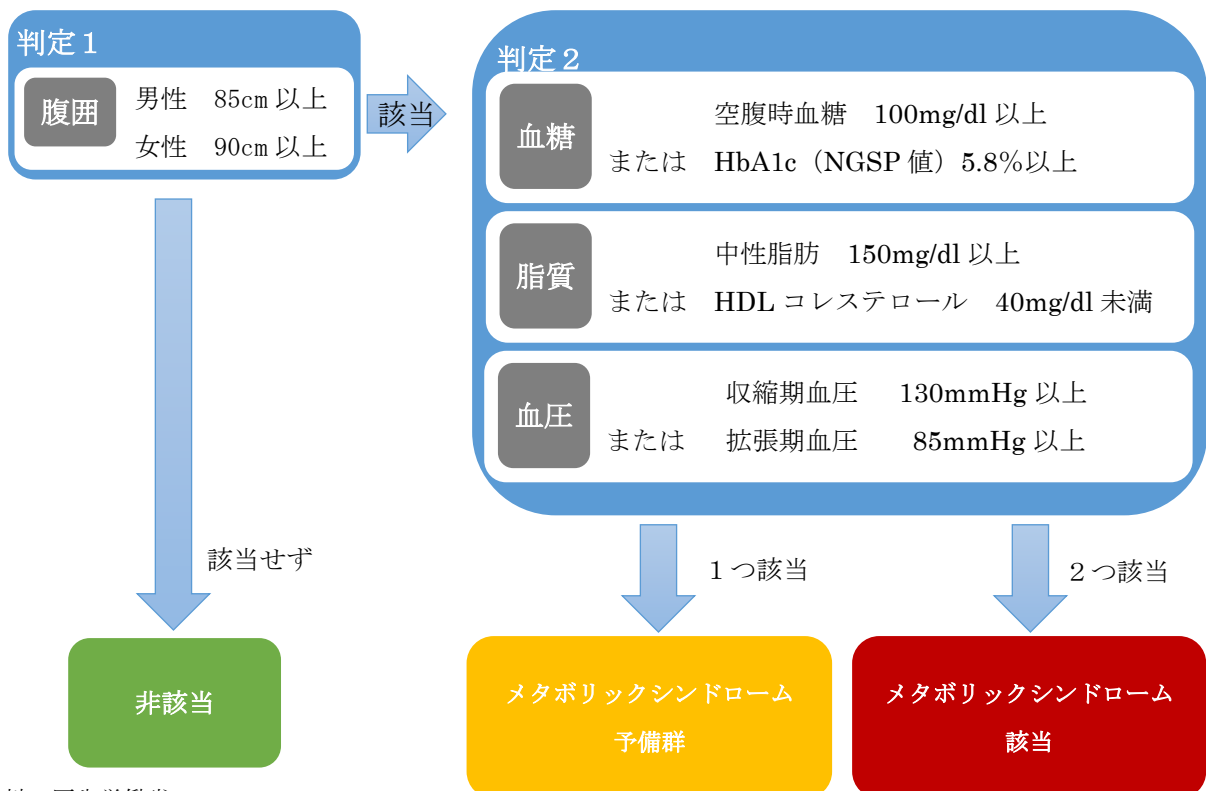 判定１
腹囲
男性　85cm 以上
女性　90cm 以上
該当
判定２
血糖
空腹時血糖　100mg/dl 以上
または　HbA1c（NGSP 値）5.8％以上
脂質
中性脂肪　150mg/dl 以上
または　HDL コレステロール　40mg/dl 未満
血圧
収縮期血圧　130mmHg 以上
または　拡張期血圧　85mmHg 以上
該当せず
１つ該当
２つ該当
非該当
メタボリックシンドローム
予備群
メタボリックシンドローム
該当